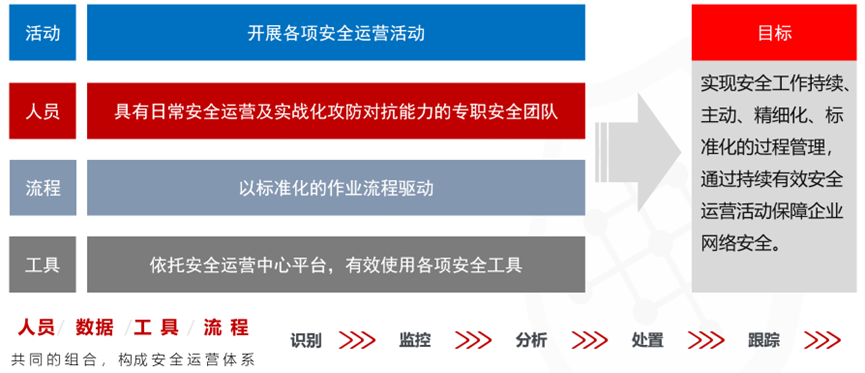 活动
开展各项安全运营活动
人员
具有日常安全运营及实战化攻防对抗能力的专职安全团队
流程
以标准化的作业流程驱动
工具
依托安全运营中心平台，有效使用各项安全工具
目标
实现安全工作持续、
主动、精细化、标
准化的过程管理，
通过持续有效安全
运营活动保障企业
网络安全。
人员/ 数据 /工具/ 流程
共同的组合，构成安全运营体系
识别 监控 分析 处置 跟踪